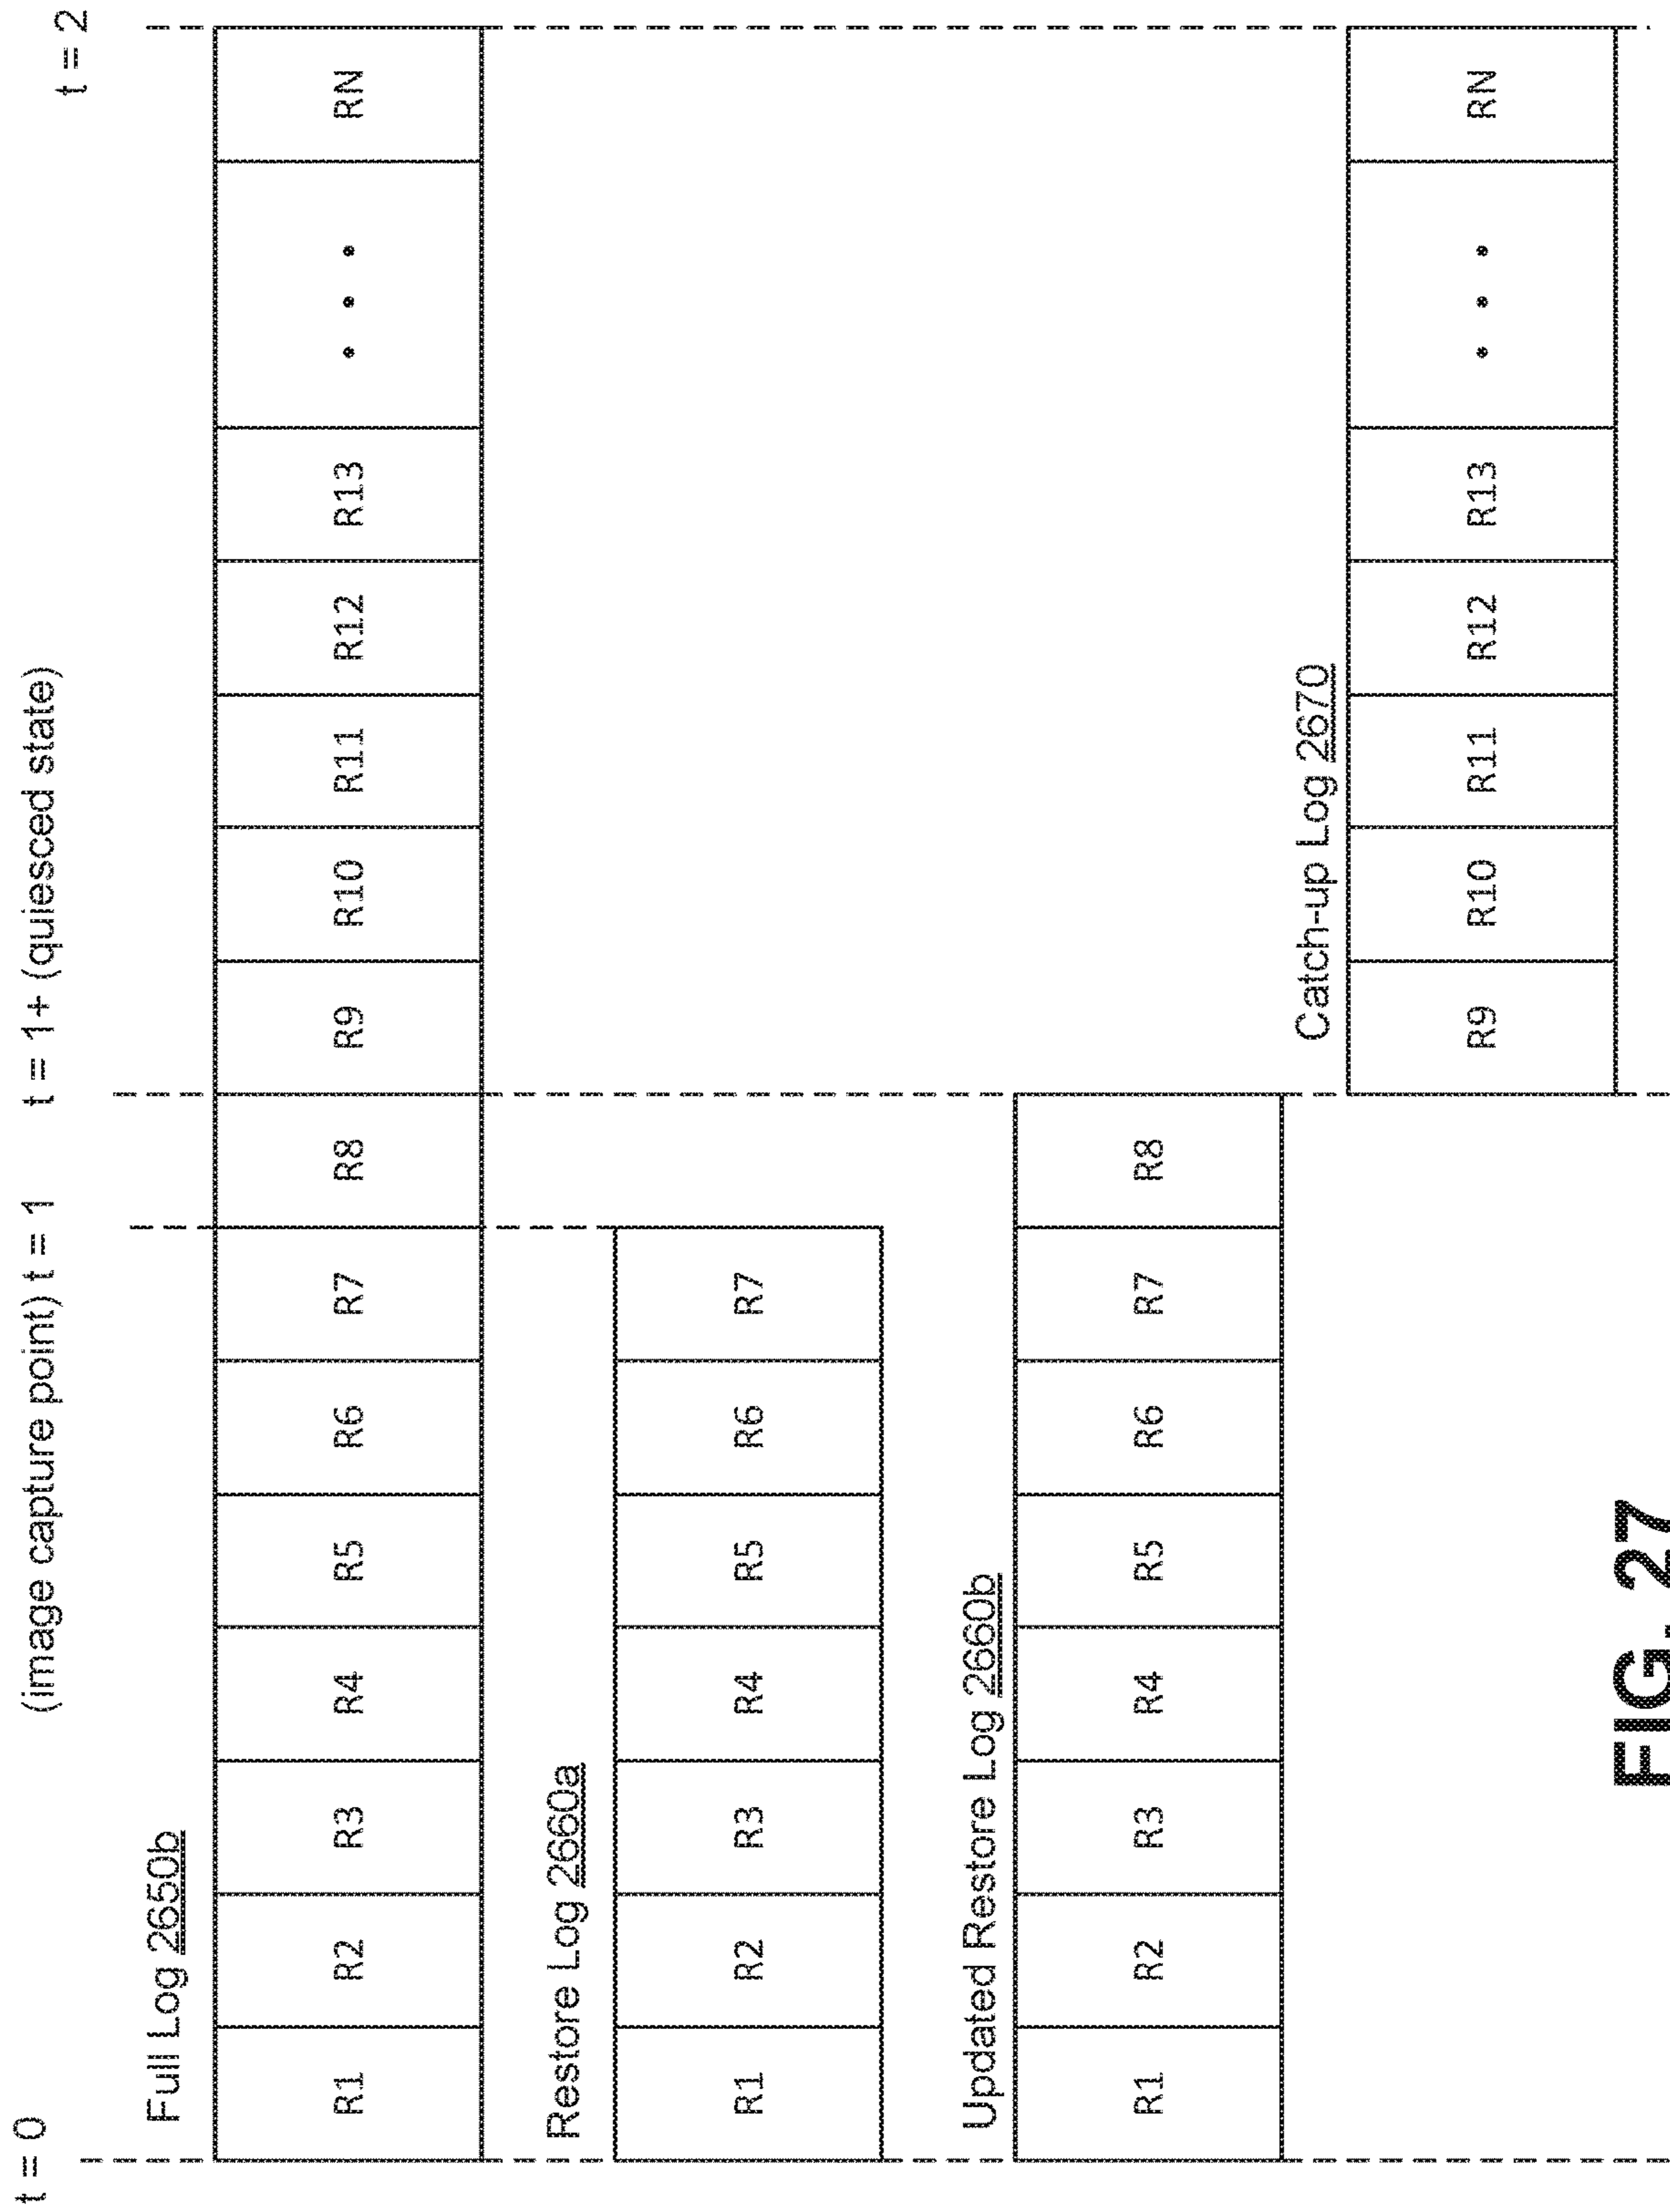 t = 0
(image capture point) t = 1
t = 1+ (quiesced state)
t = 2
Full Log 2650b
R1 R2 R3 R4 R5 R6 R7 R8 R9 R10 R11 R12 R13 • • • RN
Restore Log 2660a
R1 R2 R3 R4 R5 R6 R7
Updated Restore Log 2660b
R1 R2 R3 R4 R5 R6 R7 R8
Catch-up Log 2670
R9 R10 R11 R12 R13 • • • RN
FIG. 27